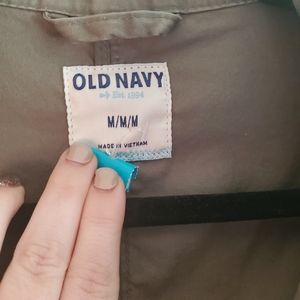 OLD NAVY
Est. 1994
M/M/M
MADE IN VIETNAM